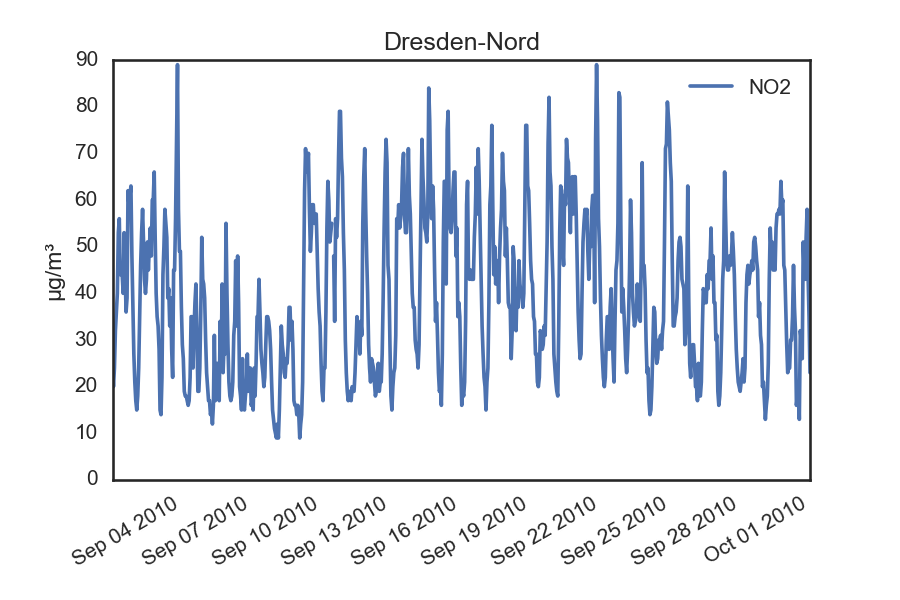 Dresden-Nord
NO2
µg/m³
90
80
70
60
50
40
30
20
10
0
Sep 04 2010
Sep 07 2010
Sep 10 2010
Sep 13 2010
Sep 16 2010
Sep 19 2010
Sep 22 2010
Sep 25 2010
Sep 28 2010
Oct 01 2010